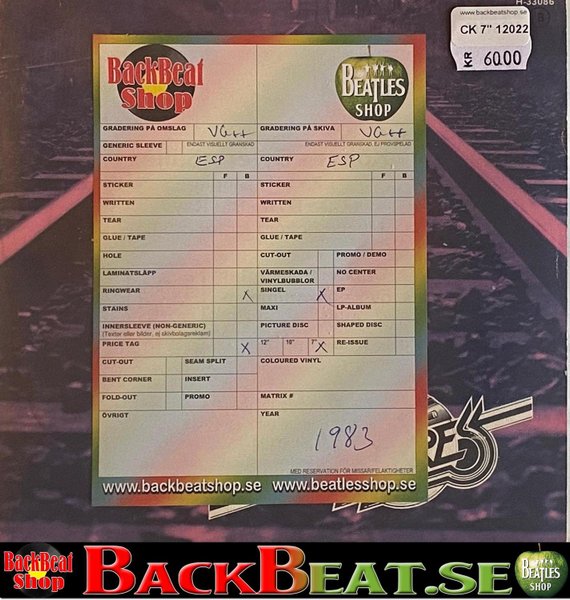 H-33086
www.backbeatshop.se
CK 7" 12022
KR 60.00
BackBeat Shop
BEATLES SHOP
GRADERING PÅ OMSLAG VG++ GRADERING PÅ SKIVA VG++
GENERIC SLEEVE ENDAST VISUELLT GRANSKAD ENDAST VISUELLT GRANSKAD, EJ PROVSPELAD
COUNTRY ESP COUNTRY ESP
F B F B
STICKER STICKER
WRITTEN WRITTEN
TEAR TEAR
GLUE / TAPE GLUE / TAPE
HOLE CUT-OUT PROMO / DEMO
LAMINATSLÄPP VÄRMESKADA / VINYLBUBBLOR NO CENTER
RINGWEAR X SINGEL X EP
STAINS MAXI LP-ALBUM
INNERSLEEVE (NON-GENERIC) PICTURE DISC SHAPED DISC
(Texter eller bilder, ej skivbolagsreklam)
PRICE TAG X 12" 10" 7" X RE-ISSUE
CUT-OUT SEAM SPLIT COLOURED VINYL
BENT CORNER INSERT
FOLD-OUT PROMO MATRIX #
ÖVRIGT YEAR
1983
MED RESERVATION FÖR MISSAR/FELAKTIGHETER
www.backbeatshop.se www.beatlesshop.se
BackBeat Shop BACKBEAT.SE BEATLES SHOP